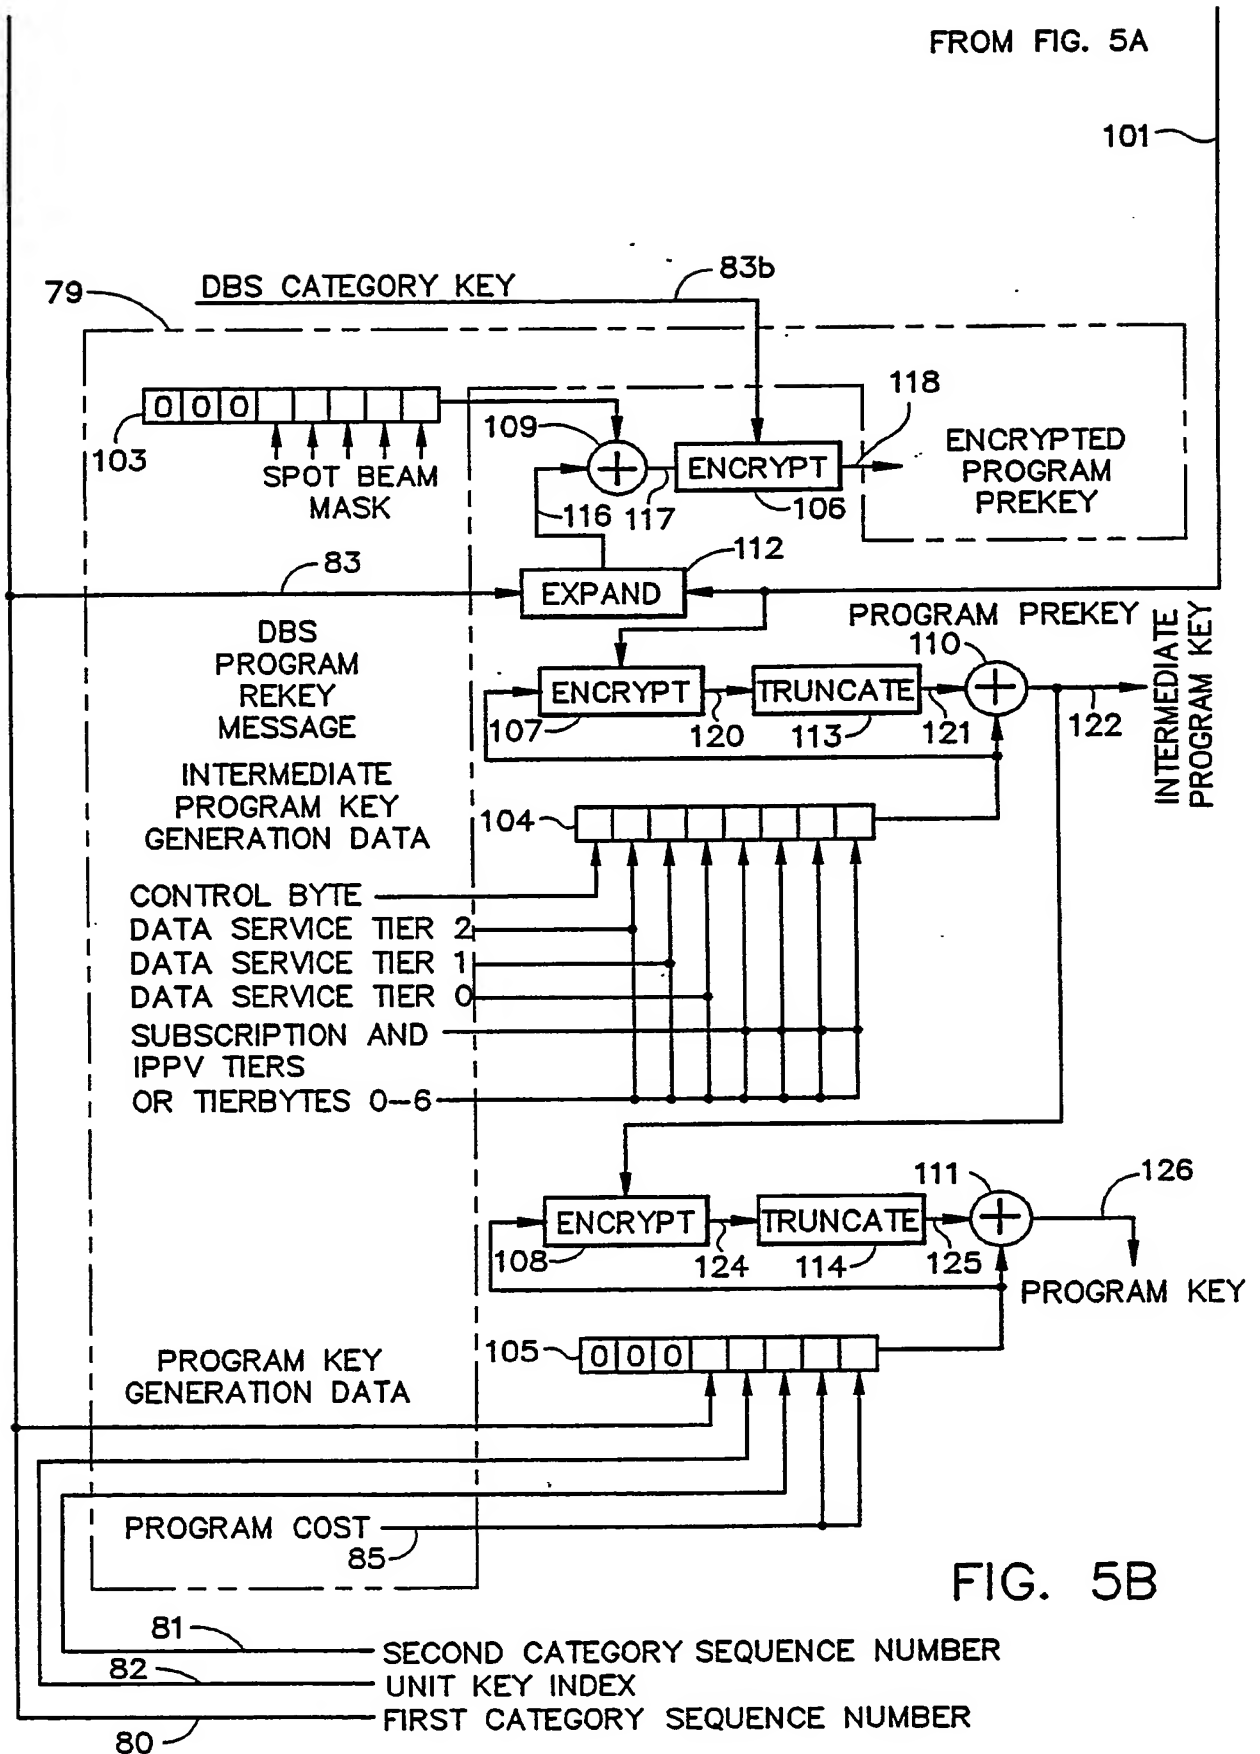 FROM FIG. 5A
101
DBS CATEGORY KEY
83b
79
0 0 0
103
SPOT BEAM
MASK
109
+
116
117
ENCRYPT
106
118
ENCRYPTED
PROGRAM
PREKEY
83
112
EXPAND
DBS
PROGRAM
REKEY
MESSAGE
PROGRAM PREKEY
110
ENCRYPT
107
120
TRUNCATE
113
121
+
122
INTERMEDIATE
PROGRAM KEY
INTERMEDIATE
PROGRAM KEY
GENERATION DATA
104
CONTROL BYTE
DATA SERVICE TIER 2
DATA SERVICE TIER 1
DATA SERVICE TIER 0
SUBSCRIPTION AND
IPPV TIERS
OR TIERBYTES 0-6
ENCRYPT
108
124
TRUNCATE
114
125
111
+
126
PROGRAM KEY
105
0 0 0
PROGRAM KEY
GENERATION DATA
PROGRAM COST
85
FIG. 5B
81
SECOND CATEGORY SEQUENCE NUMBER
82
UNIT KEY INDEX
FIRST CATEGORY SEQUENCE NUMBER
80